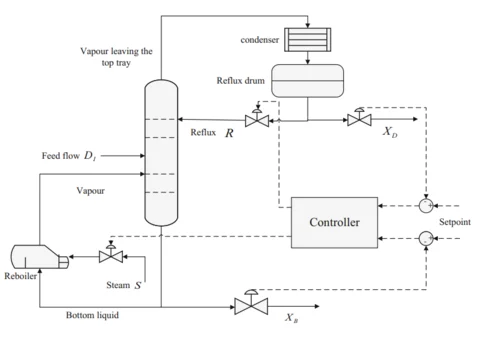 condenser
Vapour leaving the
top tray
Reflux drum
Reflux R
X_D
Feed flow D_I
Vapour
Controller
Setpoint
Reboiler
Steam S
Bottom liquid
X_B
-
+
-
+